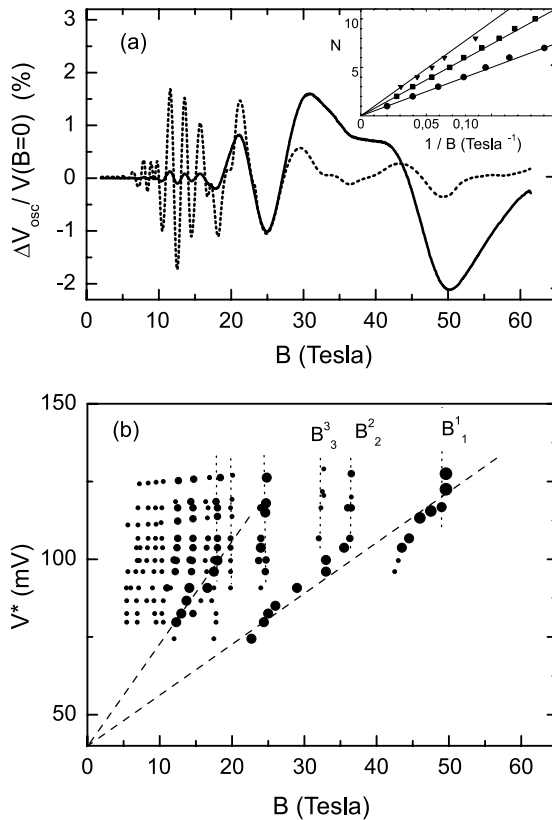 (a)
ΔV_osc / V(B=0) (%)
3
2
1
0
-1
-2
0 10 20 30 40 50 60
B (Tesla)
N
10
5
0,05 0,10
1 / B (Tesla⁻¹)
(b)
B³₃ B²₂ B¹₁
V* (mV)
150
100
50
0 10 20 30 40 50 60
B (Tesla)